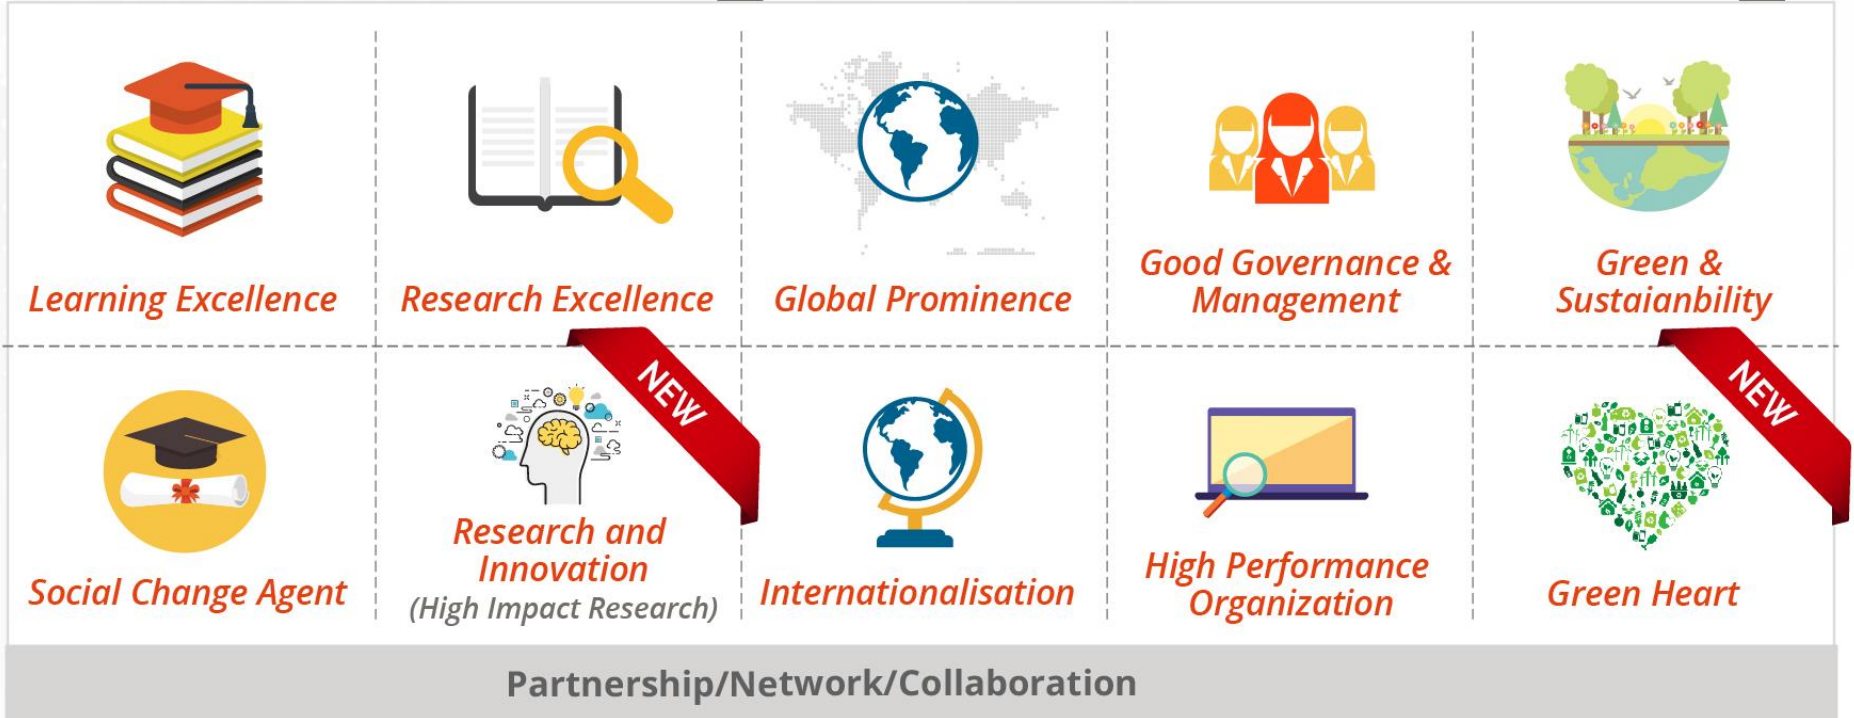 Learning Excellence
Research Excellence
Global Prominence
Good Governance &
Management
Green &
Sustaianbility
Social Change Agent
NEW
Research and
Innovation
(High Impact Research)
Internationalisation
High Performance
Organization
NEW
Green Heart
Partnership/Network/Collaboration